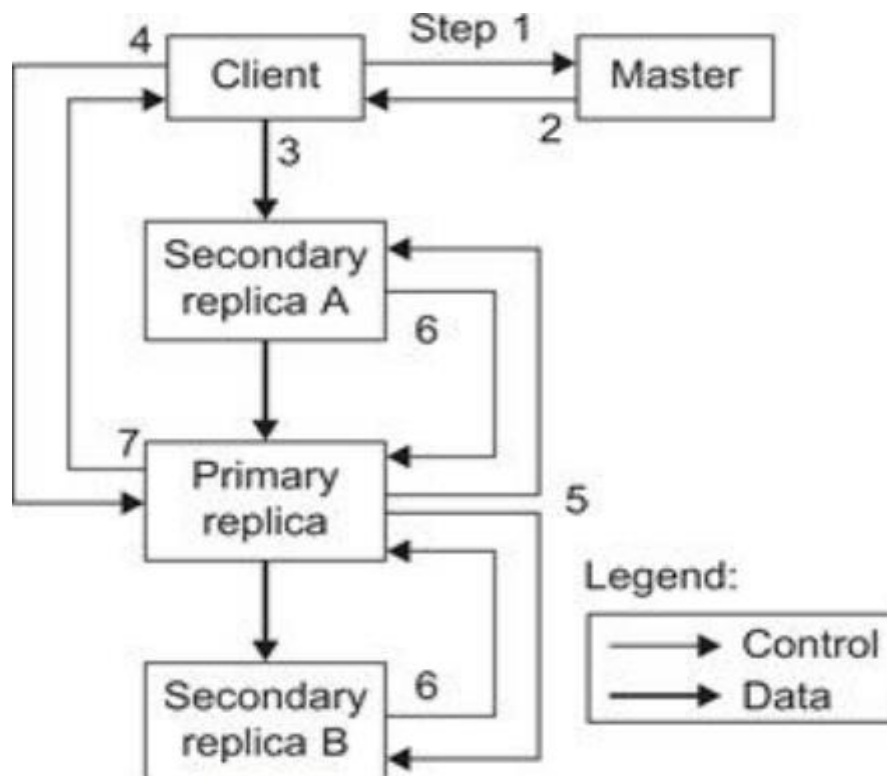 4
Step 1
Client
Master
2
3
Secondary
replica A
6
7
Primary
replica
5
Legend:
Control
Data
6
Secondary
replica B